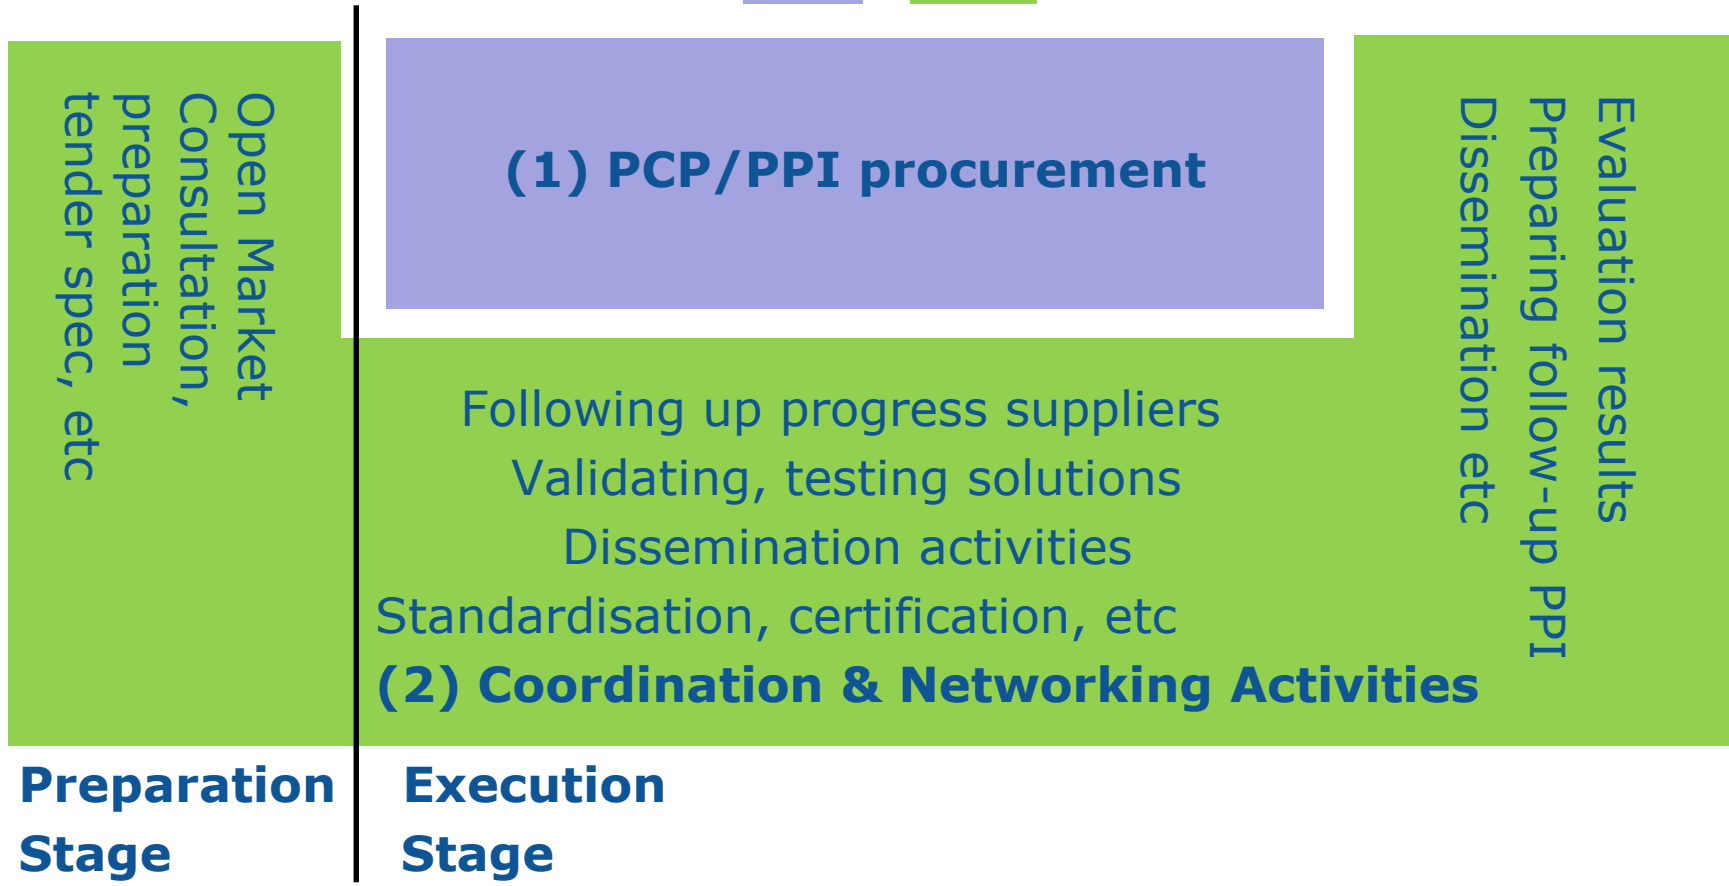 Open Market
Consultation,
preparation
tender spec, etc
(1) PCP/PPI procurement
Following up progress suppliers
Validating, testing solutions
Dissemination activities
Standardisation, certification, etc
(2) Coordination & Networking Activities
Evaluation results
Preparing follow-up PPI
Dissemination etc
Preparation
Stage
Execution
Stage